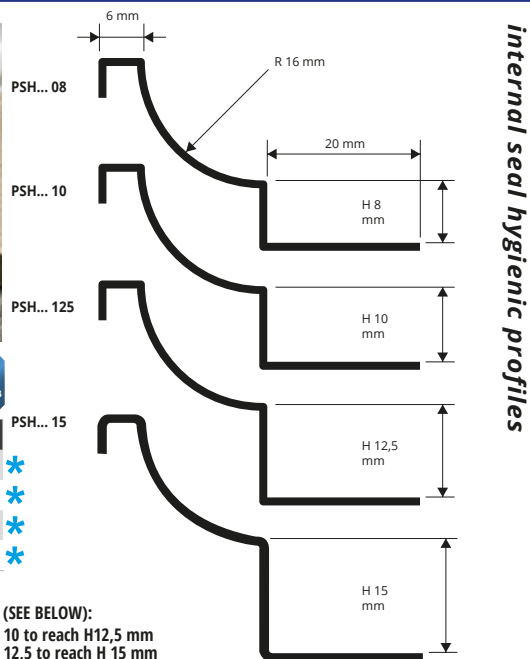 6 mm
PSH... 08
R 16 mm
20 mm
H 8
mm
PSH... 10
H 10
mm
PSH... 125
H 12,5
mm
PSH... 15
*
*
*
*
H 15
mm
(SEE BELOW):
10 to reach H12,5 mm
12,5 to reach H 15 mm
internal seal hygienic profiles